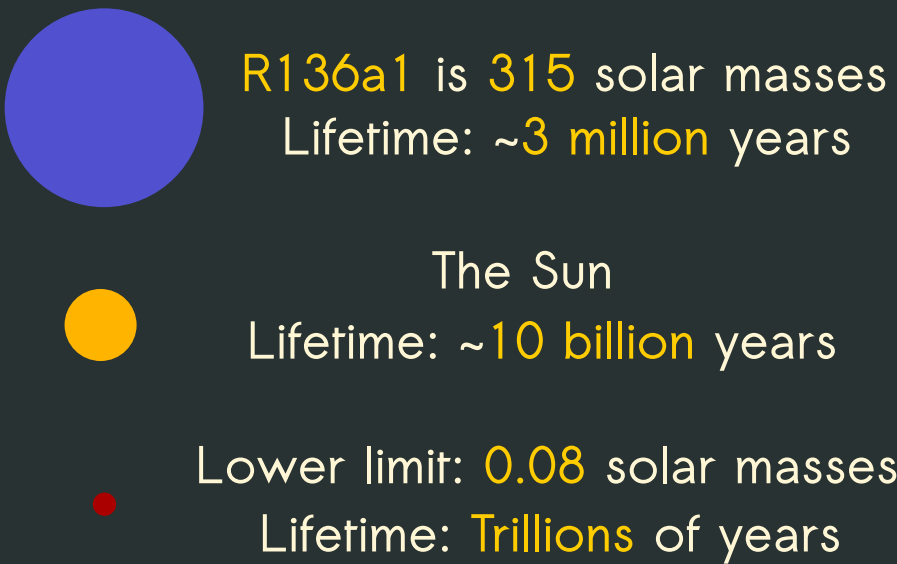 R136a1 is 315 solar masses
Lifetime: ~3 million years
The Sun
Lifetime: ~10 billion years
Lower limit: 0.08 solar masses
Lifetime: Trillions of years